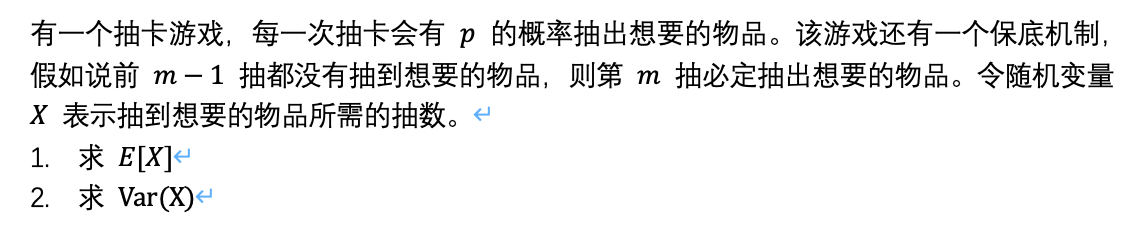 有一个抽卡游戏，每一次抽卡会有 p 的概率抽出想要的物品。该游戏还有一个保底机制，
假如说前 m − 1 抽都没有抽到想要的物品，则第 m 抽必定抽出想要的物品。令随机变量
X 表示抽到想要的物品所需的抽数。↵
1. 求 E[X]↵
2. 求 Var(X)↵